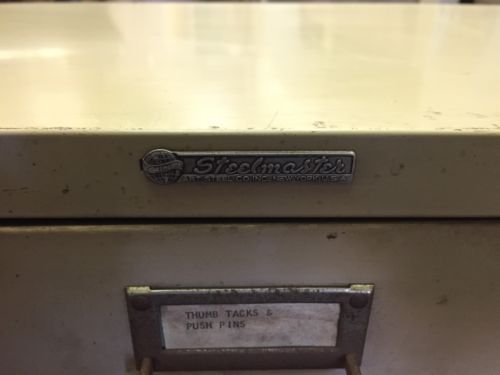 Steelmaster
ART STEEL CO. INC. NEW YORK U.S.A.
THUMB TACKS &
PUSH PINS